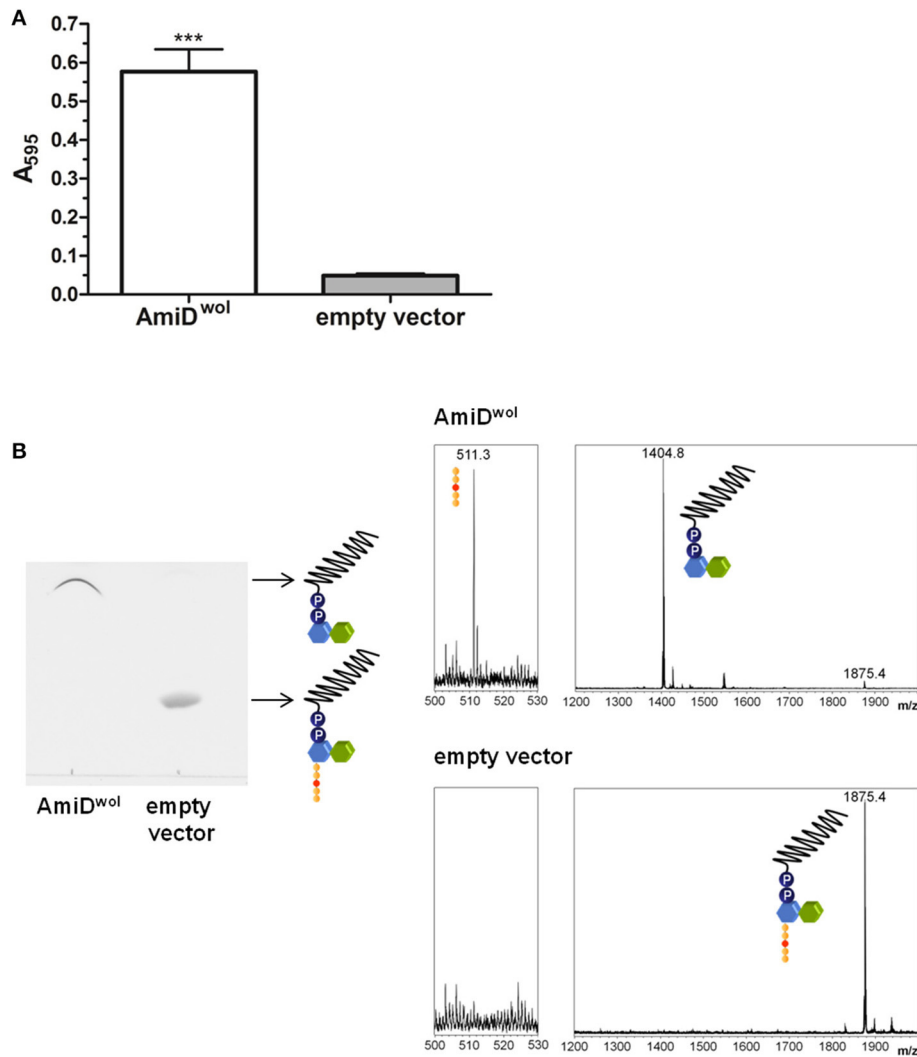 A
0.7
0.6
0.5
0.4
0.3
0.2
0.1
0.0
A595
***
AmiDwol
empty vector
B
AmiDwol
empty
vector
P
P
P
P
AmiDwol
511.3
500 510 520 530
1404.8
P
P
1875.4
1200 1400 1500 1600 1700 1800 1900
m/z
empty vector
500 510 520 530
1875.4
P
P
1200 1400 1500 1600 1700 1800 1900
m/z